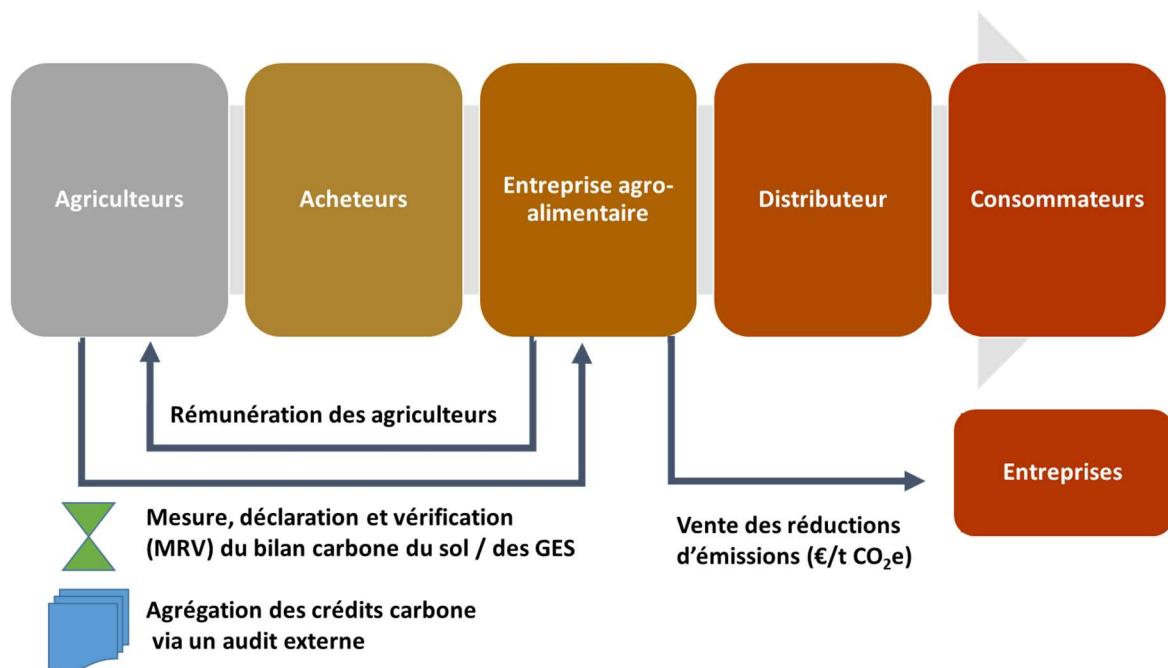 Agriculteurs
Acheteurs
Entreprise agro-
alimentaire
Distributeur
Consommateurs
Rémunération des agriculteurs
Entreprises
Mesure, déclaration et vérification
(MRV) du bilan carbone du sol / des GES
Vente des réductions
d’émissions (€/t CO₂e)
Agrégation des crédits carbone
via un audit externe